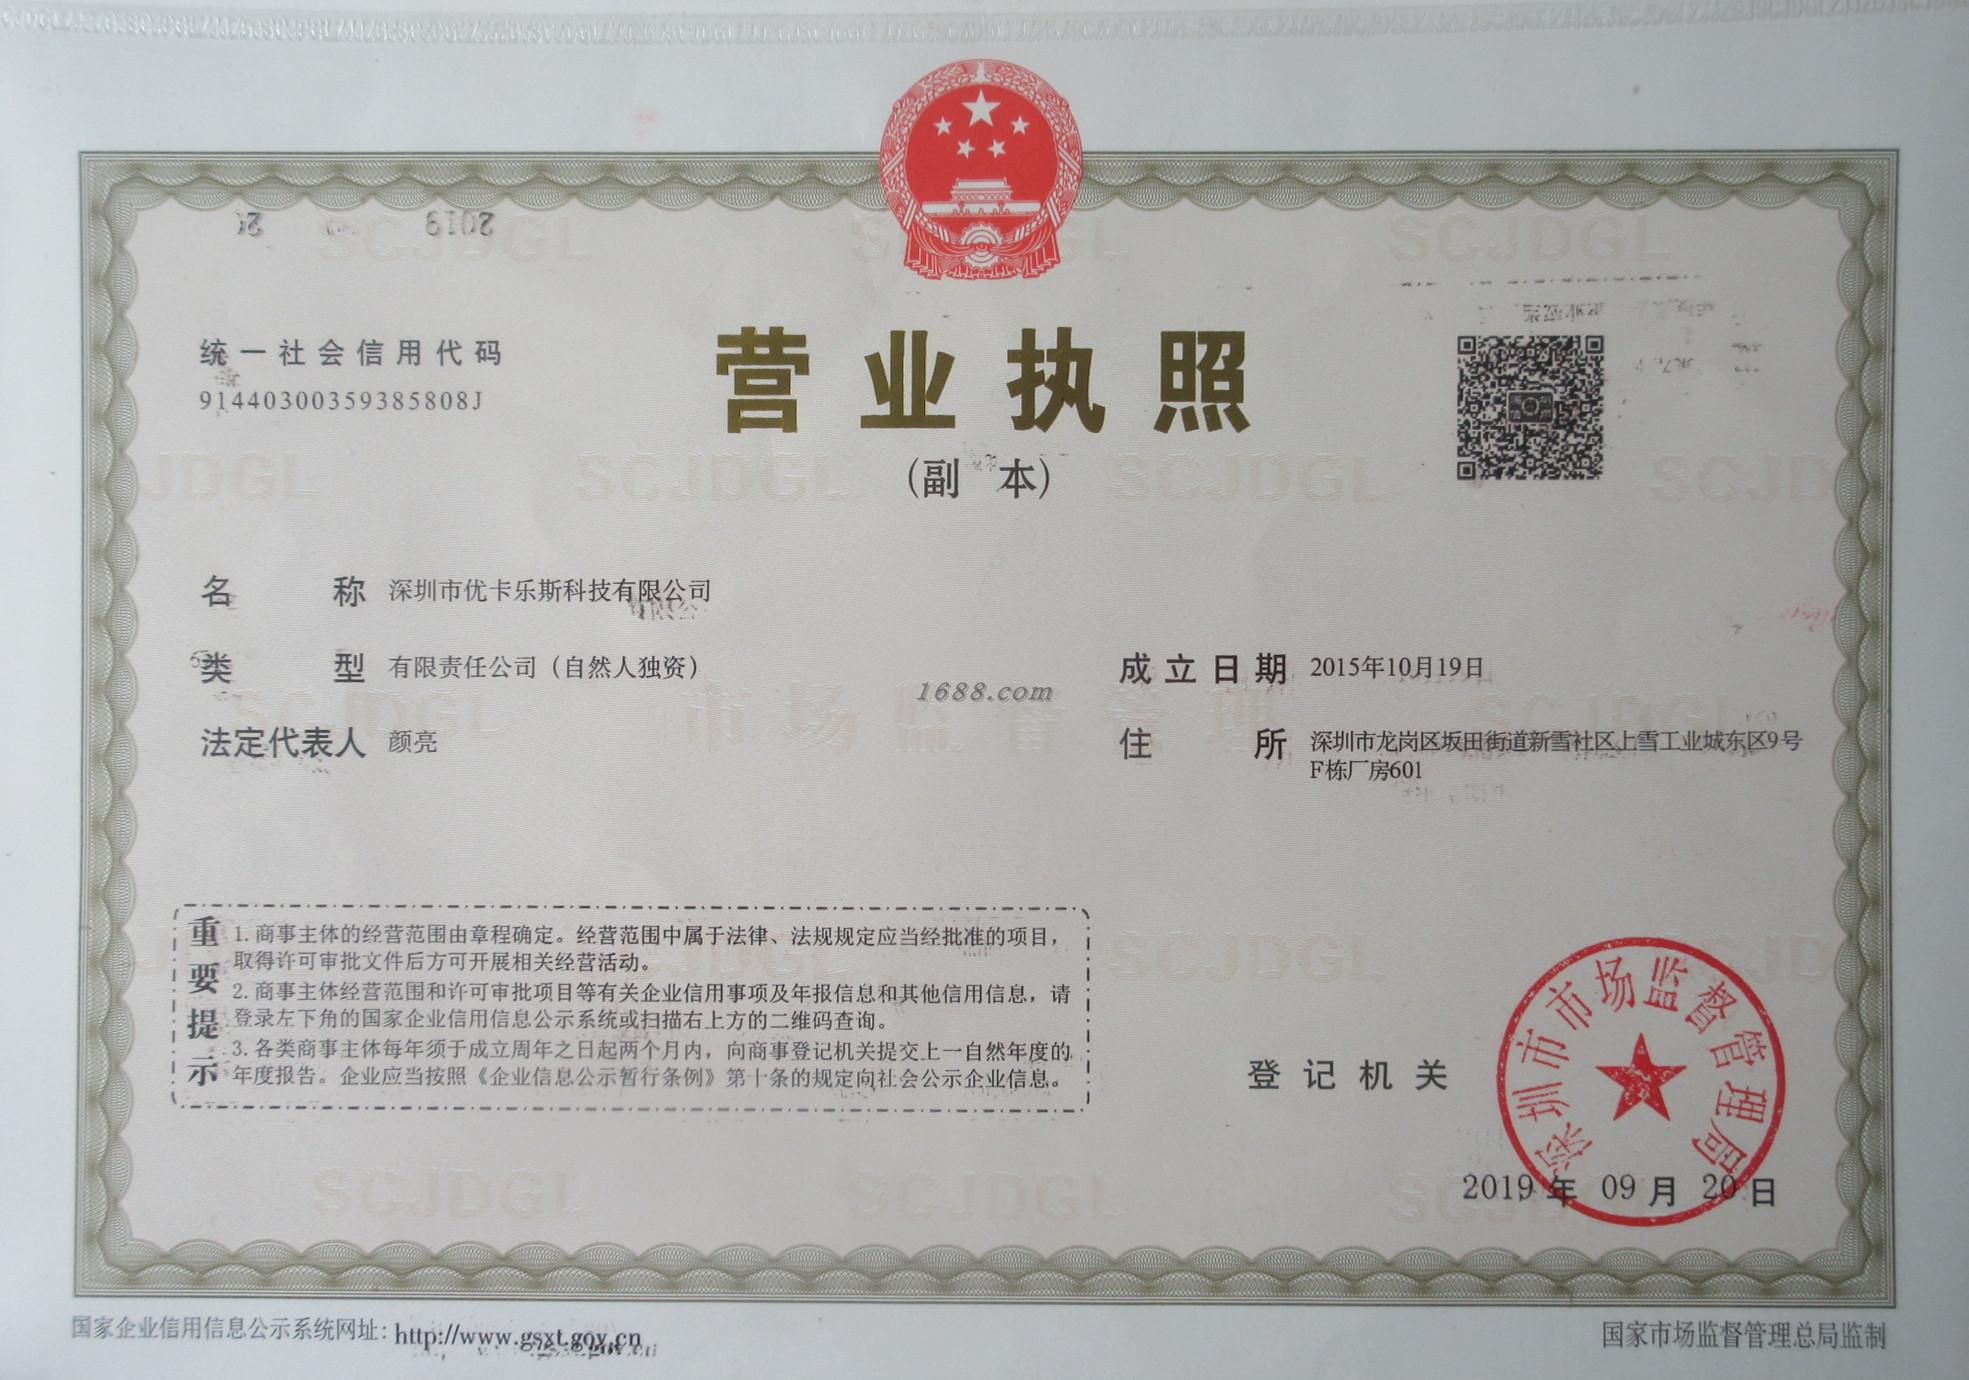 统一社会信用代码
91440300359385808J
营业执照
(副 本)
名 称 深圳市优卡乐斯科技有限公司
类 型 有限责任公司（自然人独资）
法定代表人 颜亮
成立日期 2015年10月19日
住 所 深圳市龙岗区坂田街道新雪社区上雪工业城东区9号
F栋厂房601
1688.com
重要提示
1. 商事主体的经营范围由章程确定。经营范围中属于法律、法规规定应当经批准的项目，
取得许可审批文件后方可开展相关经营活动。
2. 商事主体经营范围和许可审批项目等有关企业信用事项及年报信息和其他信用信息，请
登录左下角的国家企业信用信息公示系统或扫描右上方的二维码查询。
3. 各类商事主体每年须于成立周年之日起两个月内，向商事登记机关提交上一自然年度的
年度报告。企业应当按照《企业信息公示暂行条例》第十条的规定向社会公示企业信息。
登记机关
深圳市市场监督管理局
2019 年 09 月 20 日
国家企业信用信息公示系统网址: http://www.gsxt.gov.cn
国家市场监督管理总局监制
SCJDGL
市场监督管理